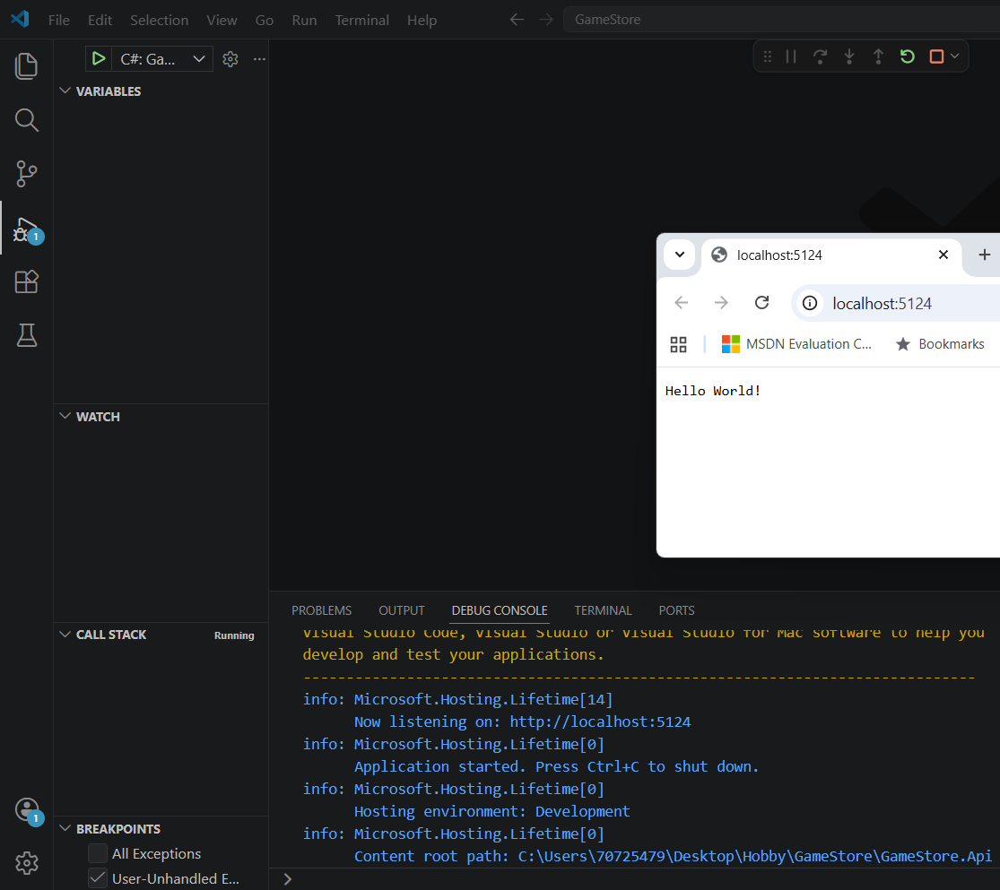 File Edit Selection View Go Run Terminal Help
GameStore
C#: Ga...
VARIABLES
WATCH
CALL STACK
Running
BREAKPOINTS
All Exceptions
User-Unhandled E...
1
1
localhost:5124
localhost:5124
MSDN Evaluation C...
Bookmarks
Hello World!
PROBLEMS OUTPUT DEBUG CONSOLE TERMINAL PORTS
Visual Studio Code, Visual Studio or Visual Studio for Mac software to help you
develop and test your applications.
------------------------------------------------------------------------------
info: Microsoft.Hosting.Lifetime[14]
Now listening on: http://localhost:5124
info: Microsoft.Hosting.Lifetime[0]
Application started. Press Ctrl+C to shut down.
info: Microsoft.Hosting.Lifetime[0]
Hosting environment: Development
info: Microsoft.Hosting.Lifetime[0]
Content root path: C:\Users\70725479\Desktop\Hobby\GameStore\GameStore.Api